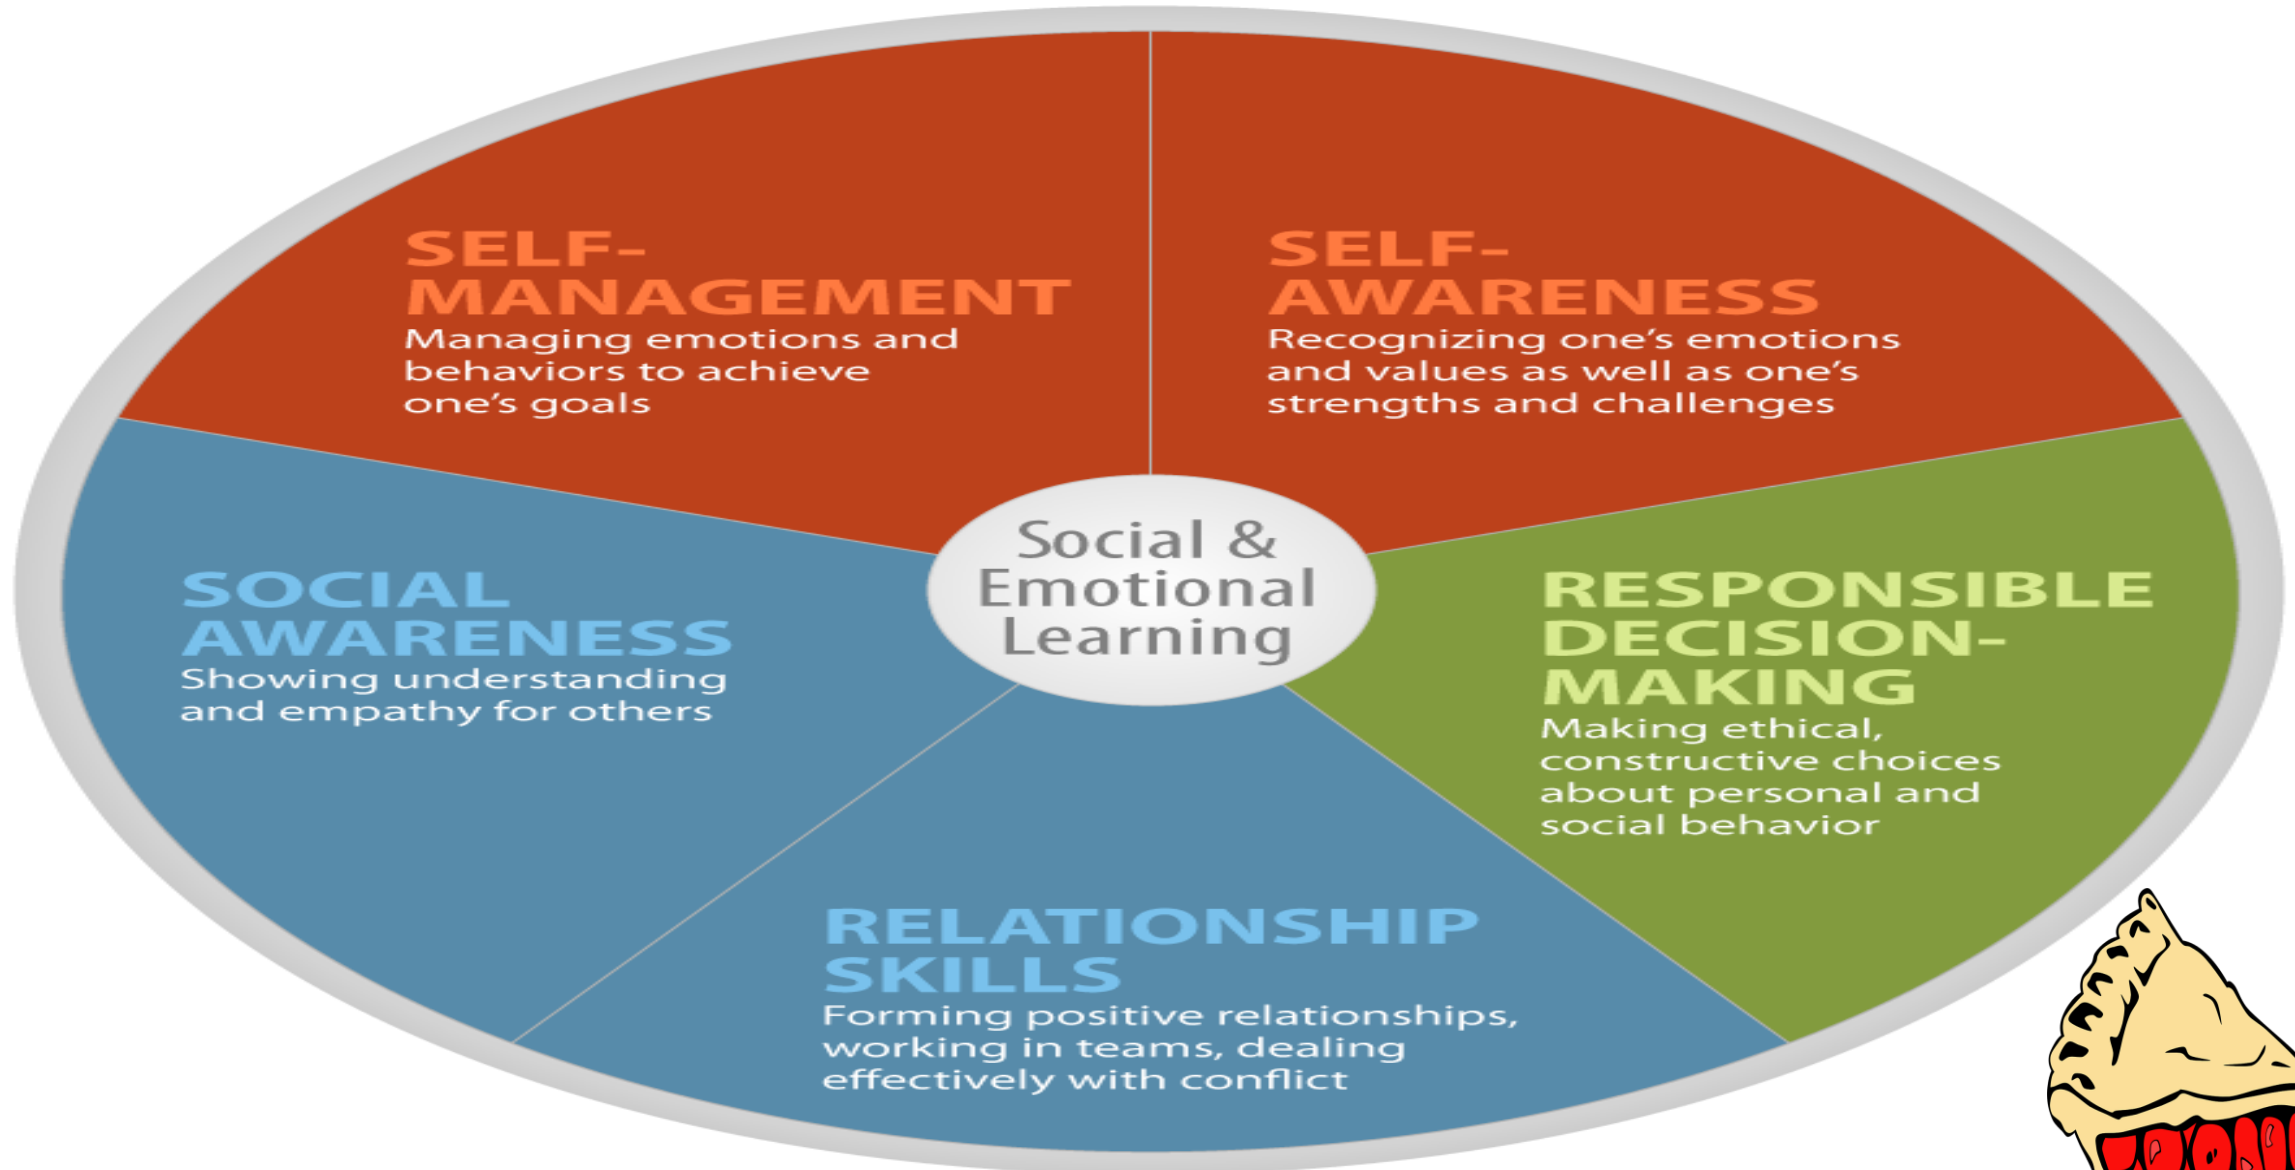 SELF-
MANAGEMENT
Managing emotions and
behaviors to achieve
one’s goals
SELF-
AWARENESS
Recognizing one’s emotions
and values as well as one’s
strengths and challenges
Social &
Emotional
Learning
SOCIAL
AWARENESS
Showing understanding
and empathy for others
RESPONSIBLE
DECISION-
MAKING
Making ethical,
constructive choices
about personal and
social behavior
RELATIONSHIP
SKILLS
Forming positive relationships,
working in teams, dealing
effectively with conflict